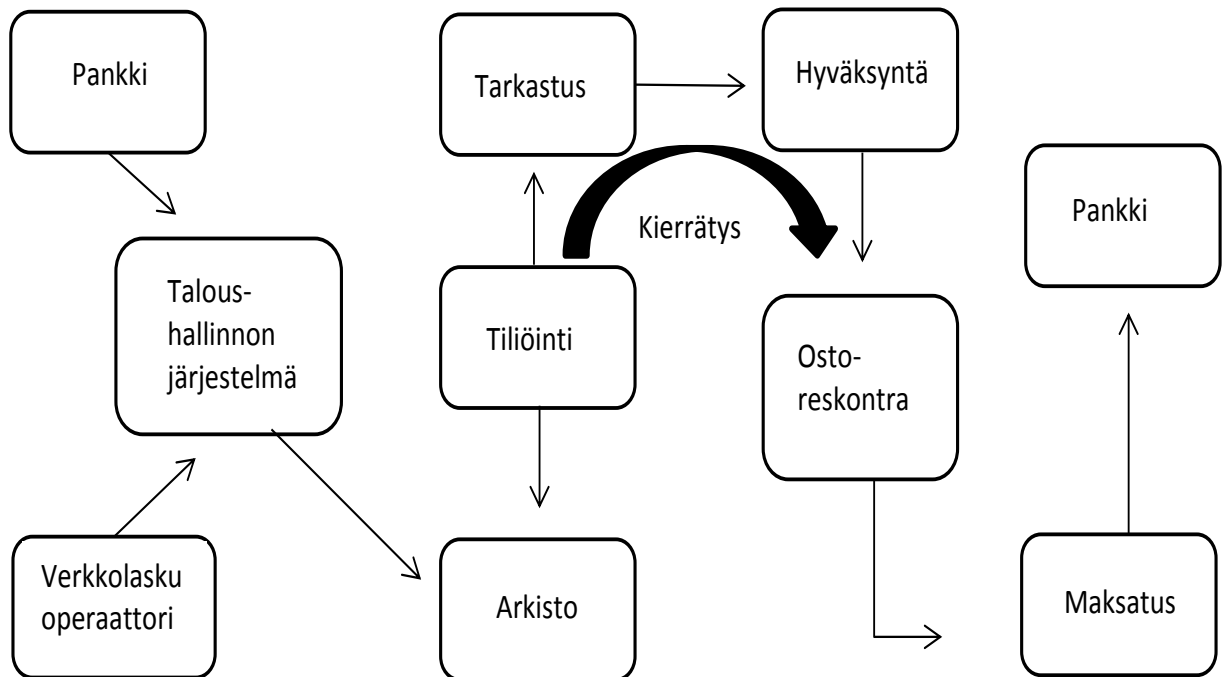 Pankki
Tarkastus
Hyväksyntä
Pankki
Kierrätys
Talous-
hallinnon
järjestelmä
Tiliöinti
Osto-
reskontra
Verkkolasku
operaattori
Arkisto
Maksatus